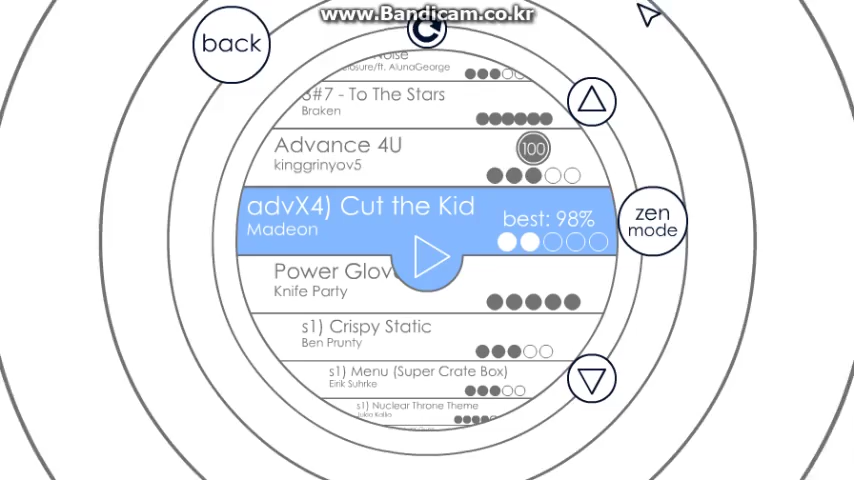 www.Bandicam.co.kr
back
closure/ft. AlunaGeorge
#7 - To The Stars
Braken
Advance 4U
kinggrinyov5
100
advX4) Cut the Kid
Madeon
best: 98%
zen
mode
Power Glov
Knife Party
s1) Crispy Static
Ben Prunty
s1) Menu (Super Crate Box)
Eirik Suhrke
s1) Nuclear Throne Theme